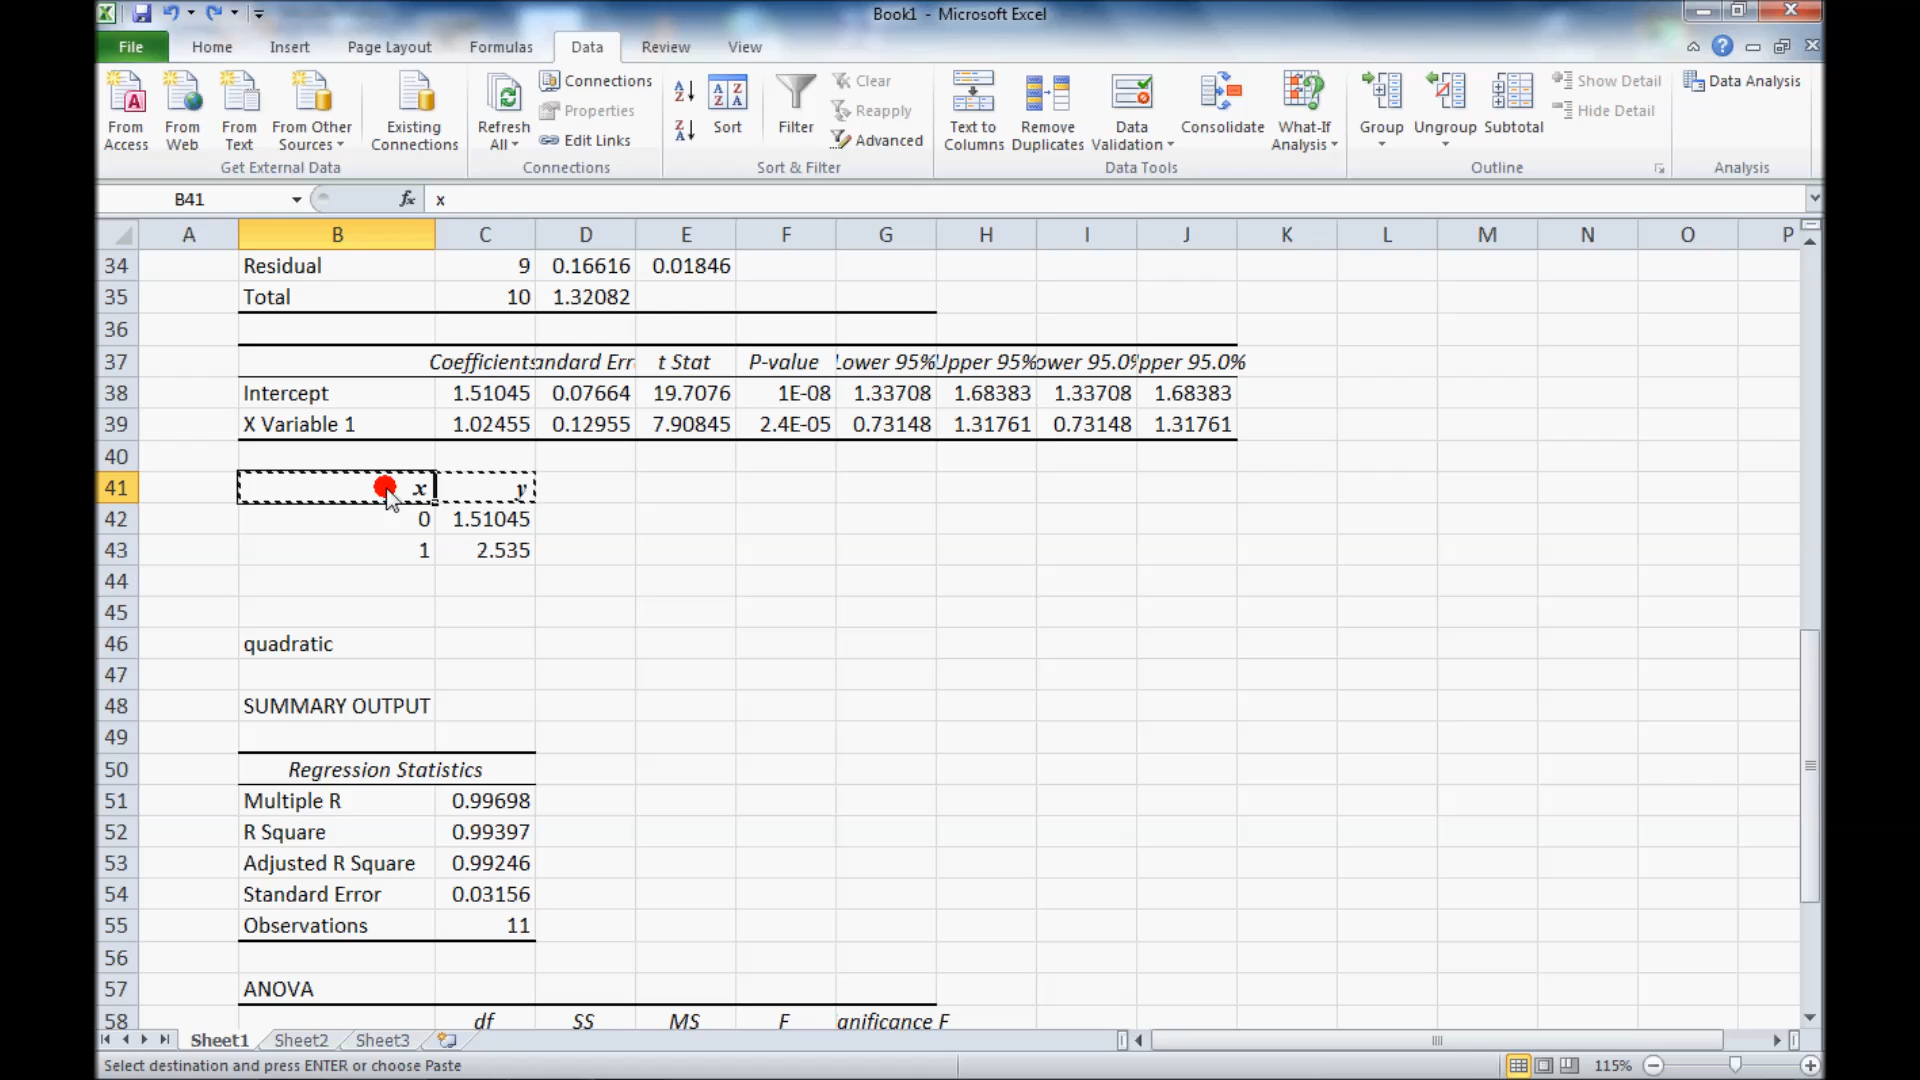 Book1 - Microsoft Excel
File Home Insert Page Layout Formulas Data Review View
From Access
From Web
From Text
From Other Sources
Existing Connections
Get External Data
Refresh All
Connections
Properties
Edit Links
Connections
Sort
Filter
Clear
Reapply
Advanced
Sort & Filter
Text to Columns
Remove Duplicates
Data Validation
Consolidate
What-If Analysis
Data Tools
Group
Ungroup
Subtotal
Show Detail
Hide Detail
Outline
Data Analysis
Analysis
B41 fx x
A B C D E F G H I J K L M N O P
34 Residual 9 0.16616 0.01846
35 Total 10 1.32082
36
37 Coefficients andard Err t Stat P-value Lower 95% Upper 95% ower 95.0% pper 95.0%
38 Intercept 1.51045 0.07664 19.7076 1E-08 1.33708 1.68383 1.33708 1.68383
39 X Variable 1 1.02455 0.12955 7.90845 2.4E-05 0.73148 1.31761 0.73148 1.31761
40
41 x y
42 0 1.51045
43 1 2.535
44
45
46 quadratic
47
48 SUMMARY OUTPUT
49
50 Regression Statistics
51 Multiple R 0.99698
52 R Square 0.99397
53 Adjusted R Square 0.99246
54 Standard Error 0.03156
55 Observations 11
56
57 ANOVA
58 df SS MS F ignificance F
Sheet1 Sheet2 Sheet3
Select destination and press ENTER or choose Paste 115%